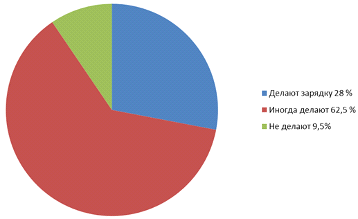 Делают зарядку 28 %
Иногда делают 62,5 %
Не делают 9,5%